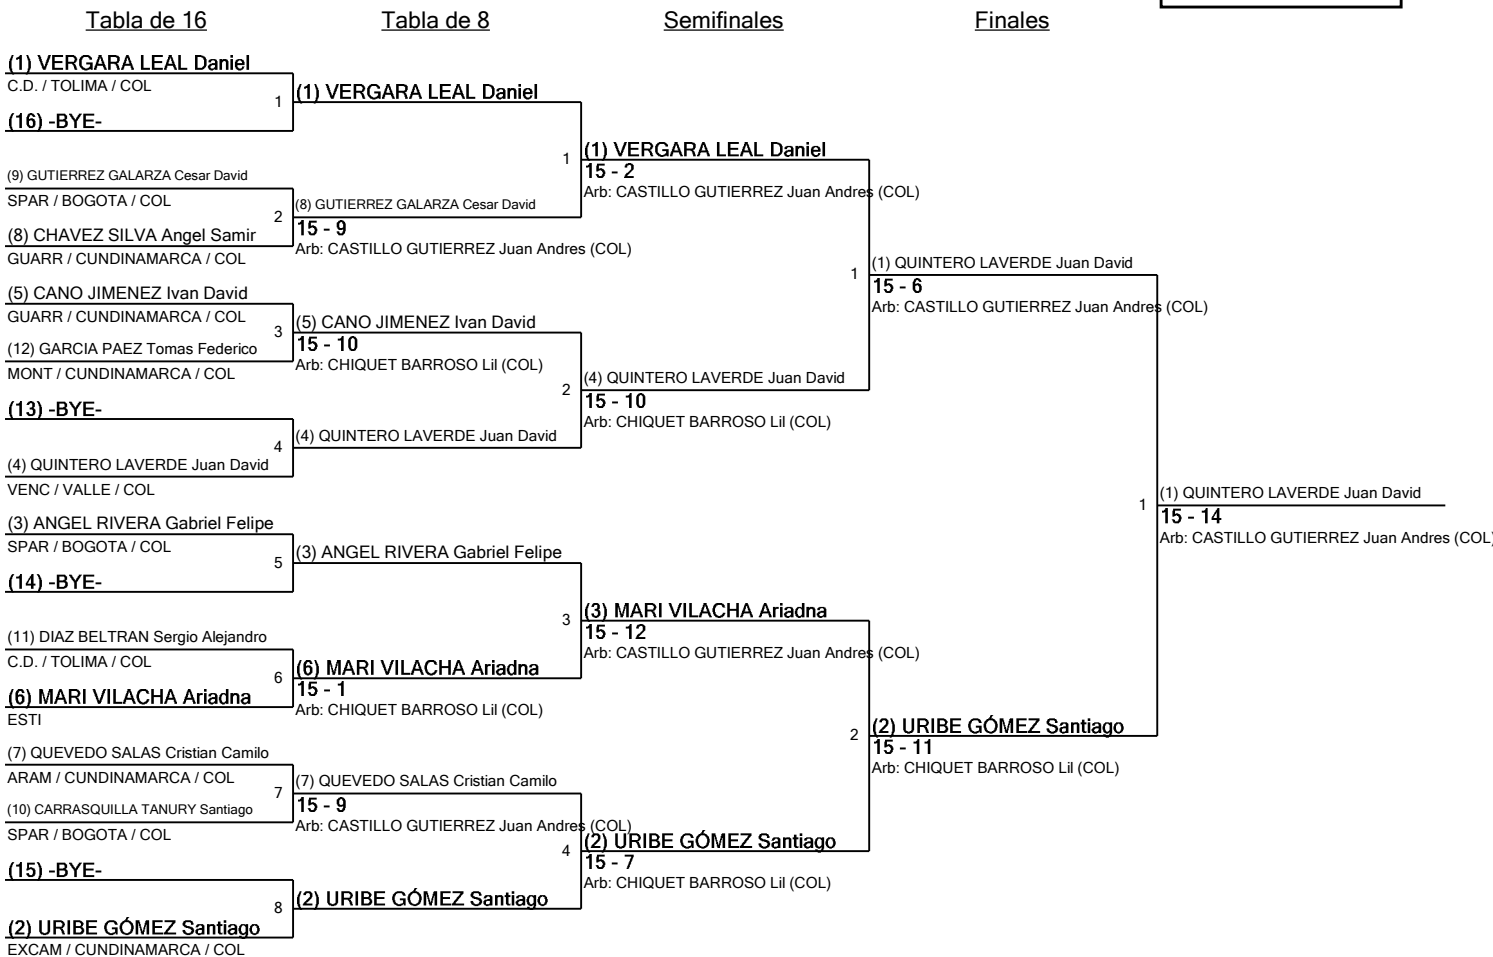 Tabla de 16
Tabla de 8
Semifinales
Finales
(1) VERGARA LEAL Daniel
C.D. / TOLIMA / COL
1
(16) -BYE-
(9) GUTIERREZ GALARZA Cesar David
SPAR / BOGOTA / COL
2
(8) CHAVEZ SILVA Angel Samir
GUARR / CUNDINAMARCA / COL
(5) CANO JIMENEZ Ivan David
GUARR / CUNDINAMARCA / COL
3
(12) GARCIA PAEZ Tomas Federico
MONT / CUNDINAMARCA / COL
(13) -BYE-
4
(4) QUINTERO LAVERDE Juan David
VENC / VALLE / COL
(3) ANGEL RIVERA Gabriel Felipe
SPAR / BOGOTA / COL
5
(14) -BYE-
(11) DIAZ BELTRAN Sergio Alejandro
C.D. / TOLIMA / COL
6
(6) MARI VILACHA Ariadna
ESTI
(7) QUEVEDO SALAS Cristian Camilo
ARAM / CUNDINAMARCA / COL
7
(10) CARRASQUILLA TANURY Santiago
SPAR / BOGOTA / COL
(15) -BYE-
8
(2) URIBE GÓMEZ Santiago
EXCAM / CUNDINAMARCA / COL
(1) VERGARA LEAL Daniel
1
(8) GUTIERREZ GALARZA Cesar David
15 - 9
Arb: CASTILLO GUTIERREZ Juan Andres (COL)
(5) CANO JIMENEZ Ivan David
15 - 10
Arb: CHIQUET BARROSO Lil (COL)
2
(4) QUINTERO LAVERDE Juan David
(3) ANGEL RIVERA Gabriel Felipe
3
(6) MARI VILACHA Ariadna
15 - 1
Arb: CHIQUET BARROSO Lil (COL)
(7) QUEVEDO SALAS Cristian Camilo
15 - 9
Arb: CASTILLO GUTIERREZ Juan Andres (COL)
4
(2) URIBE GÓMEZ Santiago
(1) VERGARA LEAL Daniel
15 - 2
Arb: CASTILLO GUTIERREZ Juan Andres (COL)
1
(4) QUINTERO LAVERDE Juan David
15 - 10
Arb: CHIQUET BARROSO Lil (COL)
(3) MARI VILACHA Ariadna
15 - 12
Arb: CASTILLO GUTIERREZ Juan Andres (COL)
2
(2) URIBE GÓMEZ Santiago
15 - 7
Arb: CHIQUET BARROSO Lil (COL)
(1) QUINTERO LAVERDE Juan David
15 - 6
Arb: CASTILLO GUTIERREZ Juan Andres (COL)
1
(2) URIBE GÓMEZ Santiago
15 - 11
Arb: CHIQUET BARROSO Lil (COL)
(1) QUINTERO LAVERDE Juan David
15 - 14
Arb: CASTILLO GUTIERREZ Juan Andres (COL)